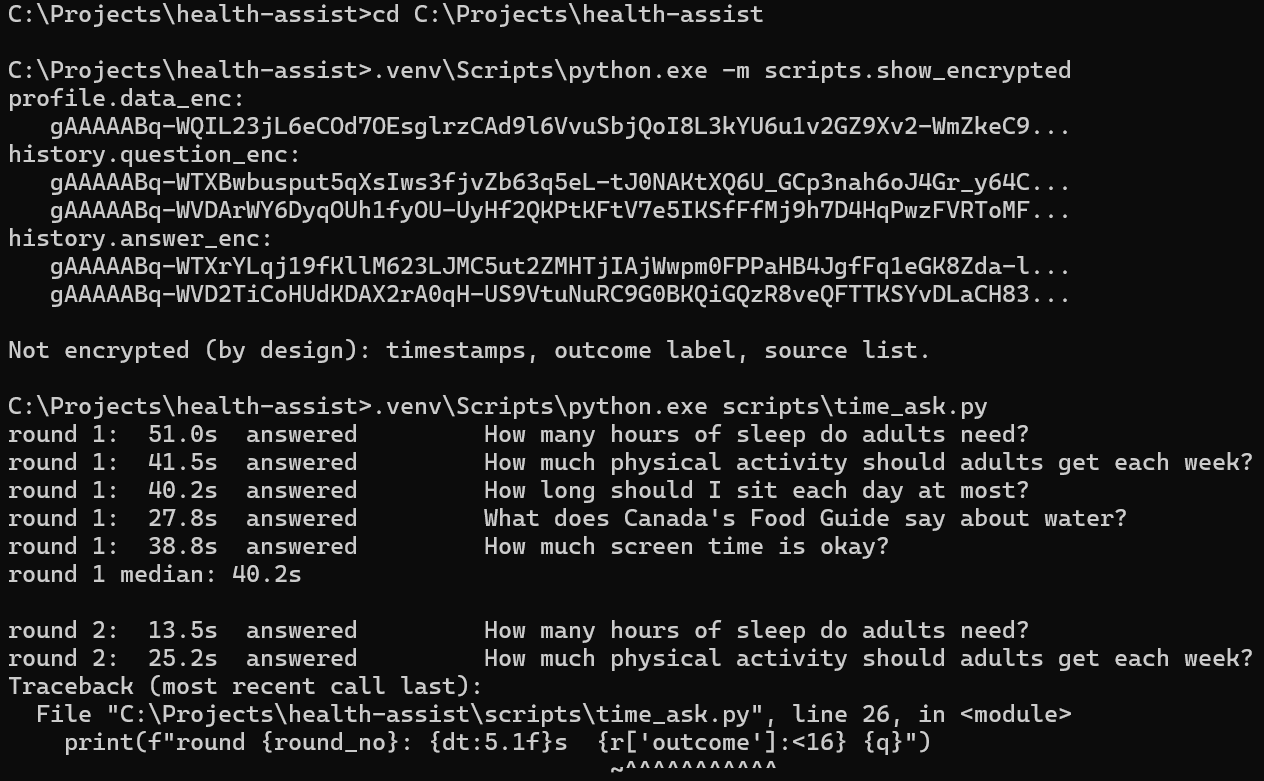 C:\Projects\health-assist>cd C:\Projects\health-assist
C:\Projects\health-assist>.venv\Scripts\python.exe -m scripts.show_encrypted
profile.data_enc:
gAAAAABq-WQIL23jL6eCOd7OEsglrzCAd9l6VvuSbjQoI8L3kYU6u1v2GZ9Xv2-WmZkeC9...
history.question_enc:
gAAAAABq-WTXBwbusput5qXsIws3fjvZb63q5eL-tJ0NAKtXQ6U_GCp3nah6oJ4Gr_y64C...
gAAAAABq-WVDArWY6DyqOUh1fyOU-UyHf2QKPtKFtV7e5IKSfFfMj9h7D4HqPwzFVRToMF...
history.answer_enc:
gAAAAABq-WTXrYLqj19fKllM623LJMC5ut2ZMHTjIAjWwpm0FPPaHB4JgfFq1eGK8Zda-l...
gAAAAABq-WVD2TiCoHUdKDAX2rA0qH-US9VtuNuRC9G0BKQiGQzR8veQFTTKSYvDLaCH83...
Not encrypted (by design): timestamps, outcome label, source list.
C:\Projects\health-assist>.venv\Scripts\python.exe scripts\time_ask.py
round 1:  51.0s  answered         How many hours of sleep do adults need?
round 1:  41.5s  answered         How much physical activity should adults get each week?
round 1:  40.2s  answered         How long should I sit each day at most?
round 1:  27.8s  answered         What does Canada's Food Guide say about water?
round 1:  38.8s  answered         How much screen time is okay?
round 1 median: 40.2s
round 2:  13.5s  answered         How many hours of sleep do adults need?
round 2:  25.2s  answered         How much physical activity should adults get each week?
Traceback (most recent call last):
  File "C:\Projects\health-assist\scripts\time_ask.py", line 26, in <module>
    print(f"round {round_no}: {dt:5.1f}s  {r['outcome']:<16} {q}")
~^^^^^^^^^^^